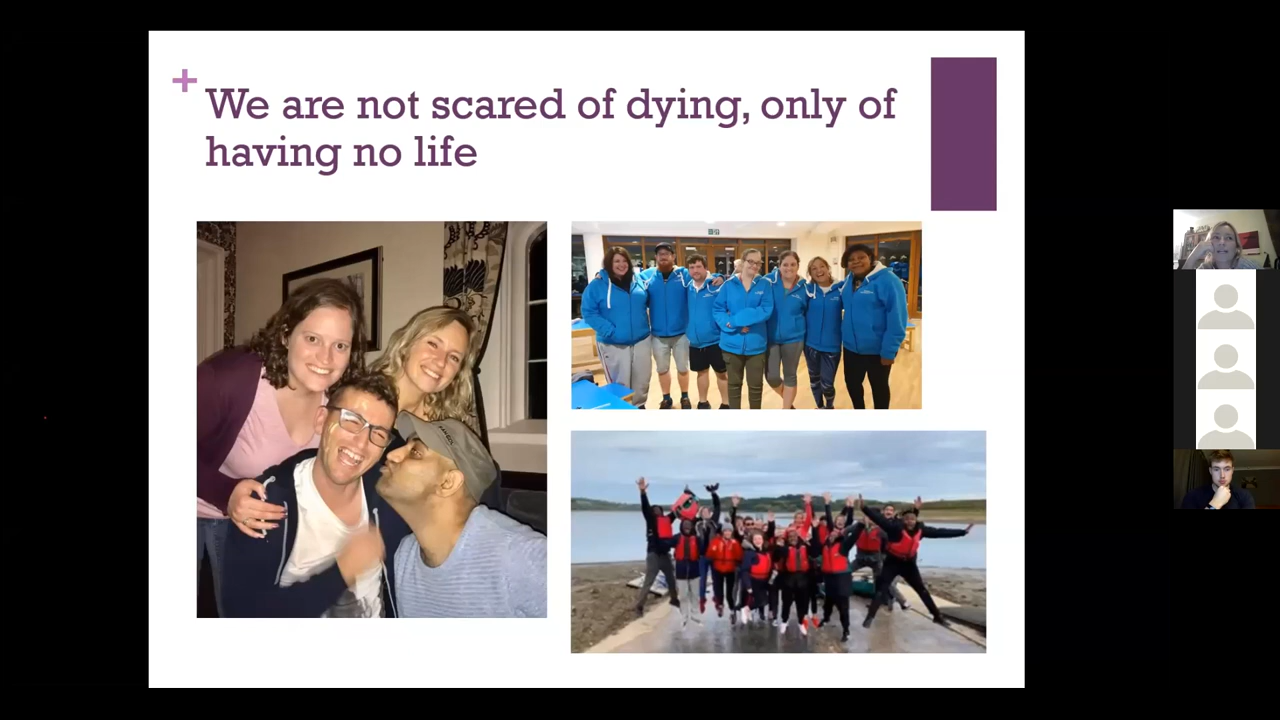 + We are not scared of dying, only of
having no life